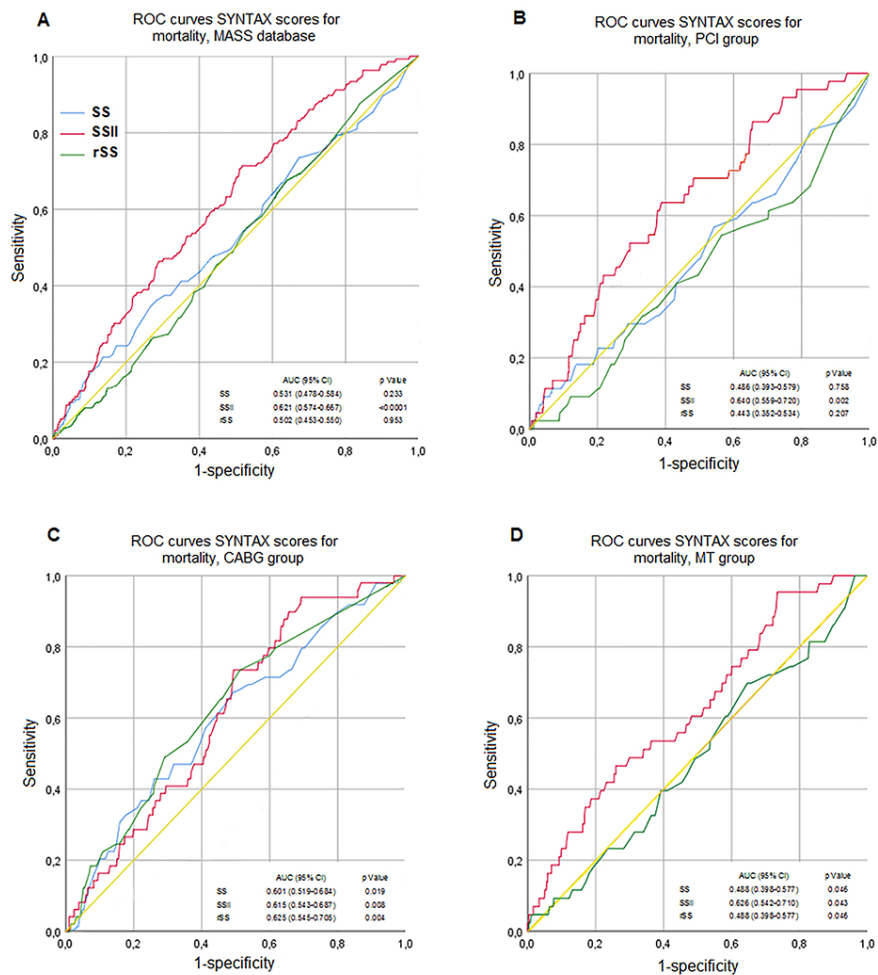 A
ROC curves SYNTAX scores for
mortality, MASS database
SS
SSII
rSS
Sensitivity
1,0
0,8
0,6
0,4
0,2
0,0
0,0 0,2 0,4 0,6 0,8 1,0
1-specificity
AUC (95% CI) p Value
SS 0.531 (0.478-0.584) 0.233
SSII 0.621 (0.574-0.667) <0.0001
rSS 0.502 (0.453-0.550) 0.953
B
ROC curves SYNTAX scores for
mortality, PCI group
Sensitivity
1,0
0,8
0,6
0,4
0,2
0,0
0,0 0,2 0,4 0,6 0,8 1,0
1-specificity
AUC (95% CI) p Value
SS 0.486 (0.393-0.579) 0.758
SSII 0.640 (0.559-0.720) 0.002
rSS 0.443 (0.352-0.534) 0.207
C
ROC curves SYNTAX scores for
mortality, CABG group
Sensitivity
1,0
0,8
0,6
0,4
0,2
0,0
0,0 0,2 0,4 0,6 0,8 1,0
1-specificity
AUC (95% CI) p Value
SS 0.601 (0.519-0.684) 0.019
SSII 0.615 (0.543-0.687) 0.008
rSS 0.625 (0.545-0.705) 0.004
D
ROC curves SYNTAX scores for
mortality, MT group
Sensitivity
1,0
0,8
0,6
0,4
0,2
0,0
0,0 0,2 0,4 0,6 0,8 1,0
1-specificity
AUC (95% CI) p Value
SS 0.488 (0.398-0.577) 0.046
SSII 0.626 (0.542-0.710) 0.043
rSS 0.488 (0.398-0.577) 0.046